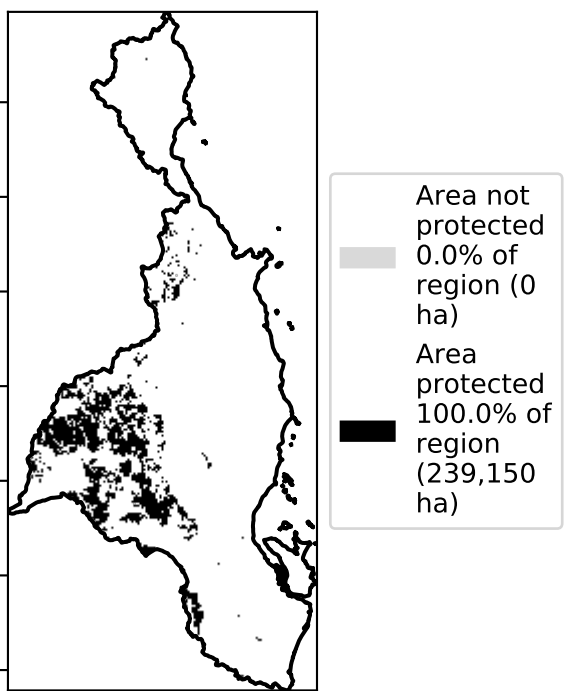 Area not
protected
0.0% of
region (0
ha)
Area
protected
100.0% of
region
(239,150
ha)